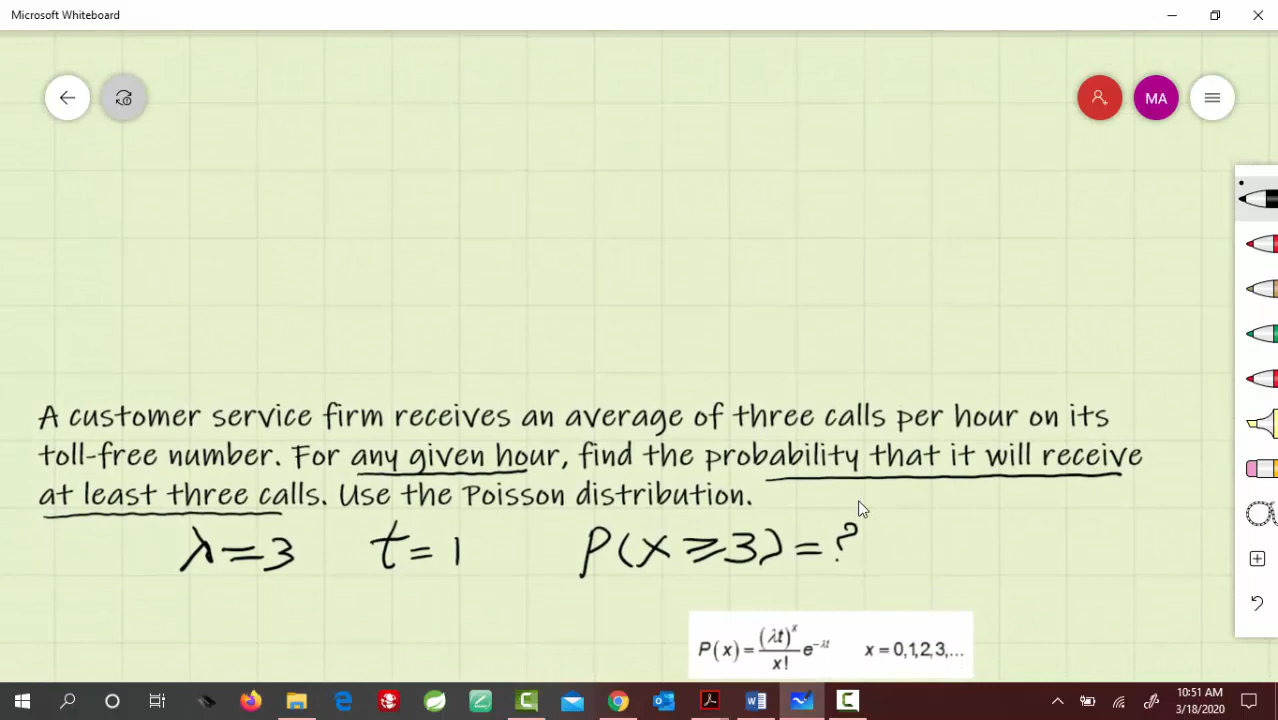 Microsoft Whiteboard
MA
A customer service firm receives an average of three calls per hour on its
toll-free number. For any given hour, find the probability that it will receive
at least three calls. Use the Poisson distribution.
λ=3 t=1 P(x≥3)=?
P(x)=(λt)^x/x! e^-λt x=0,1,2,3,...
10:51 AM
3/18/2020